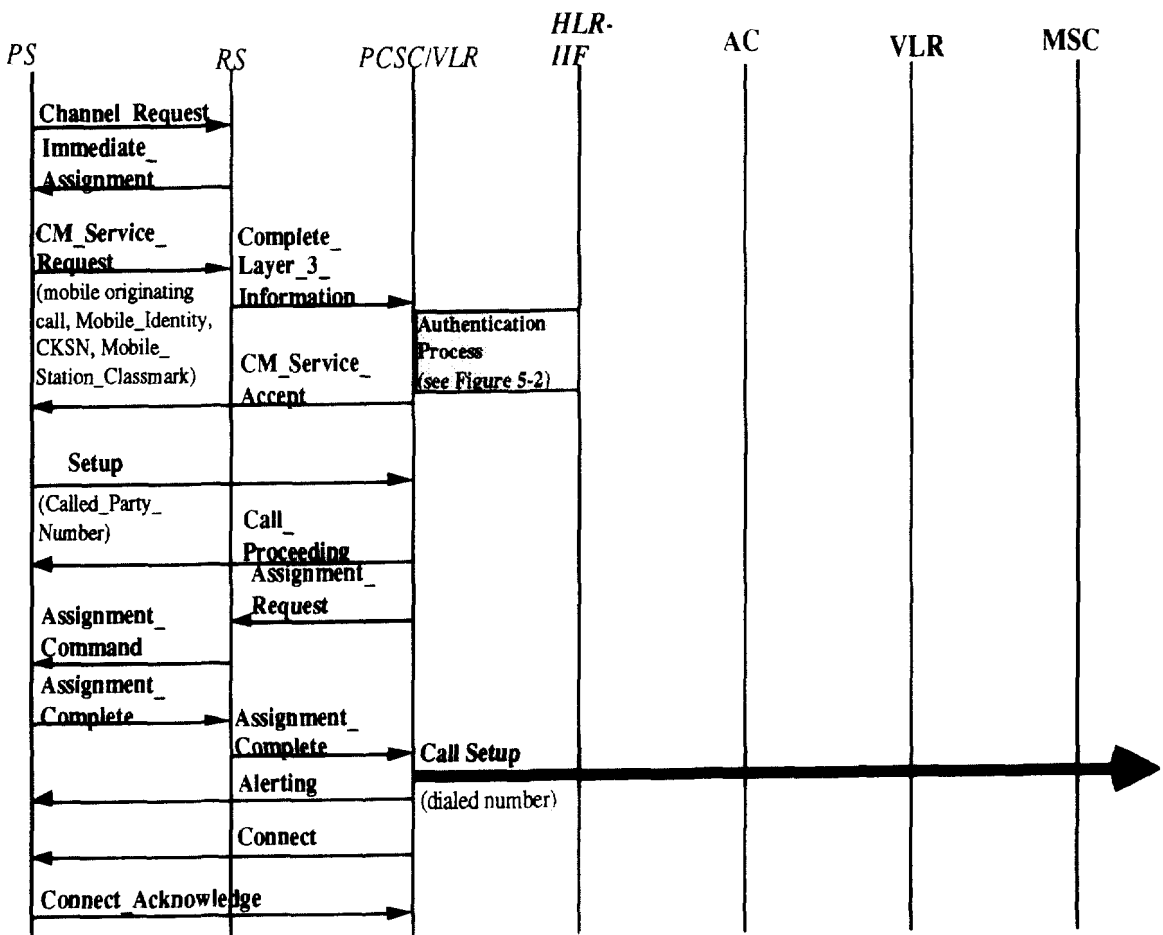 PS
RS
PCSC/VLR
HLR-
IIF
AC
VLR
MSC
Channel_Request
Immediate_
Assignment
CM_Service_
Request
(mobile originating
call, Mobile_Identity,
CKSN, Mobile_
Station_Classmark)
Complete_
Layer_3_
Information
Authentication
Process
(see Figure 5-2)
CM_Service_
Accept
Setup
(Called_Party_
Number)
Call_
Proceeding
Assignment_
Request
Assignment_
Command
Assignment_
Complete
Assignment_
Complete
Call Setup
(dialed number)
Alerting
Connect
Connect_Acknowledge